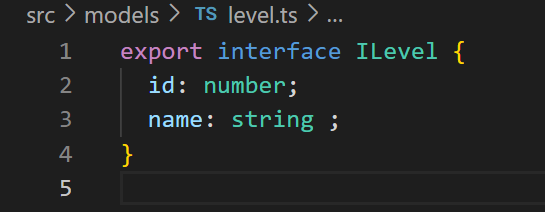 src > models > TS level.ts > ...
1 export interface ILevel {
2 id: number;
3 name: string ;
4 }
5